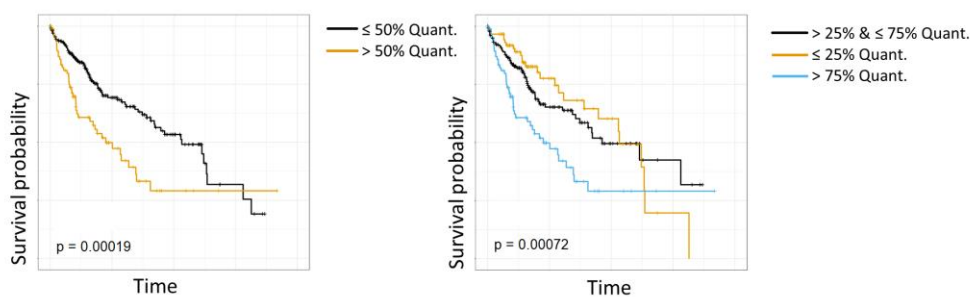 Survival probability
≤ 50% Quant.
> 50% Quant.
p = 0.00019
Time
Survival probability
> 25% & ≤ 75% Quant.
≤ 25% Quant.
> 75% Quant.
p = 0.00072
Time